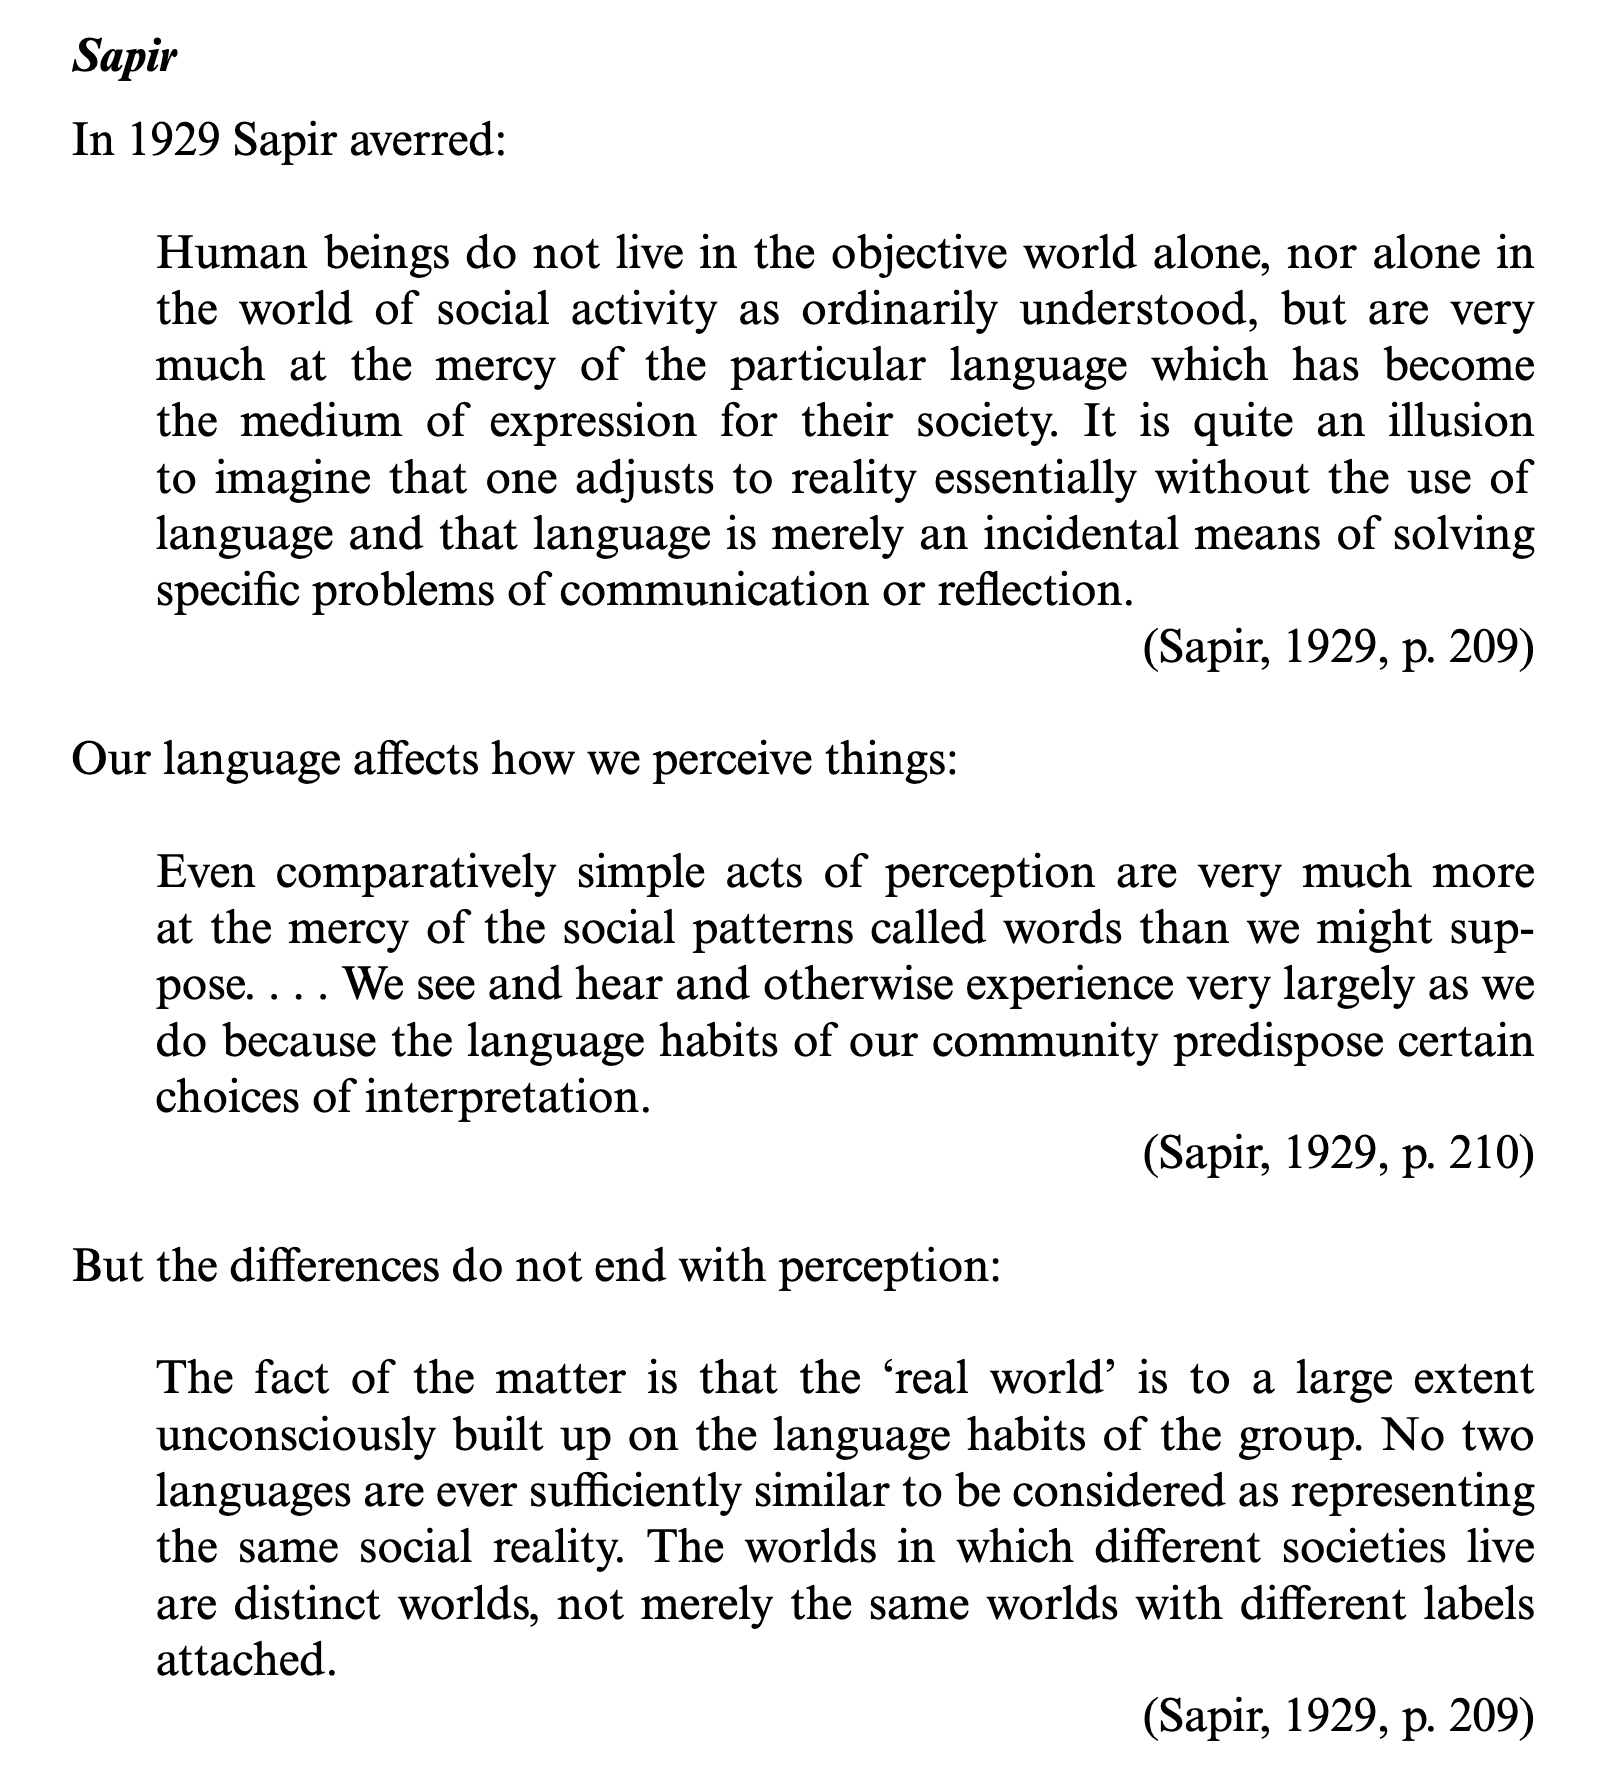 Sapir
In 1929 Sapir averred:
Human beings do not live in the objective world alone, nor alone in
the world of social activity as ordinarily understood, but are very
much at the mercy of the particular language which has become
the medium of expression for their society. It is quite an illusion
to imagine that one adjusts to reality essentially without the use of
language and that language is merely an incidental means of solving
specific problems of communication or reflection.
(Sapir, 1929, p. 209)
Our language affects how we perceive things:
Even comparatively simple acts of perception are very much more
at the mercy of the social patterns called words than we might sup-
pose. . . . We see and hear and otherwise experience very largely as we
do because the language habits of our community predispose certain
choices of interpretation.
(Sapir, 1929, p. 210)
But the differences do not end with perception:
The fact of the matter is that the ‘real world’ is to a large extent
unconsciously built up on the language habits of the group. No two
languages are ever sufficiently similar to be considered as representing
the same social reality. The worlds in which different societies live
are distinct worlds, not merely the same worlds with different labels
attached.
(Sapir, 1929, p. 209)